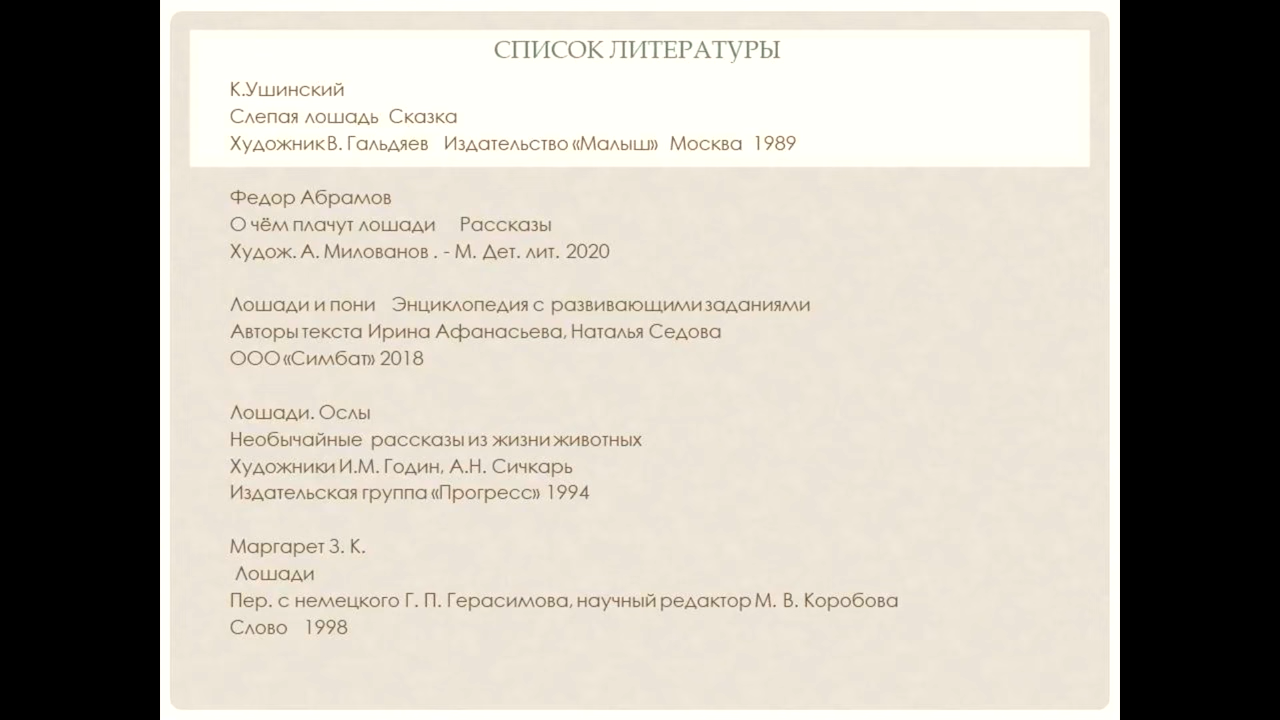 СПИСОК ЛИТЕРАТУРЫ
К.Ушинский
Слепая лошадь Сказка
Художник В. Гальдяев Издательство «Малыш» Москва 1989
Федор Абрамов
О чём плачут лошади Рассказы
Худож. А. Милованов . - М. Дет. лит. 2020
Лошади и пони Энциклопедия с развивающими заданиями
Авторы текста Ирина Афанасьева, Наталья Седова
ООО «Симбат» 2018
Лошади. Ослы
Необычайные рассказы из жизни животных
Художники И.М. Годин, А.Н. Сичкарь
Издательская группа «Прогресс» 1994
Маргарет З. К.
Лошади
Пер. с немецкого Г. П. Герасимова, научный редактор М. В. Коробова
Слово 1998